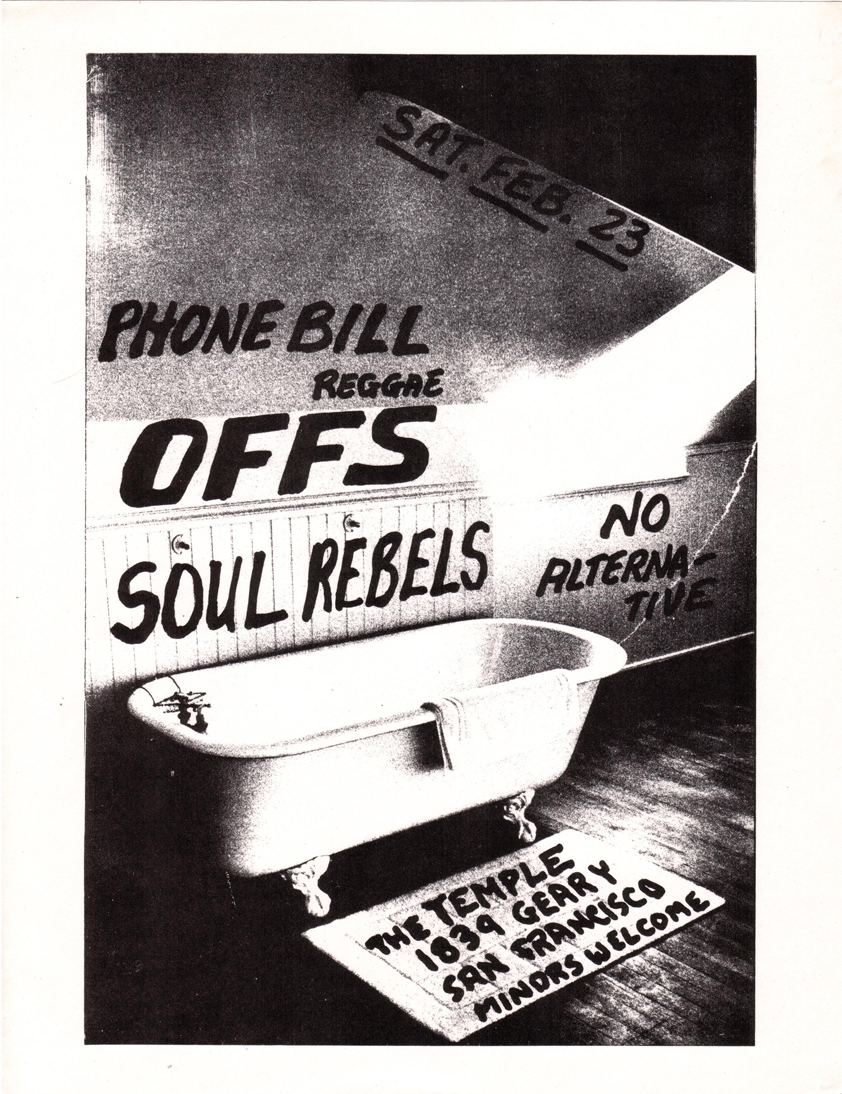 SAT. FEB. 23
PHONE BILL
REGGAE
OFFS
SOUL REBELS
NO
ALTERNA-
TIVE
THE TEMPLE
1839 GEARY
SAN FRANCISCO
MINORS WELCOME